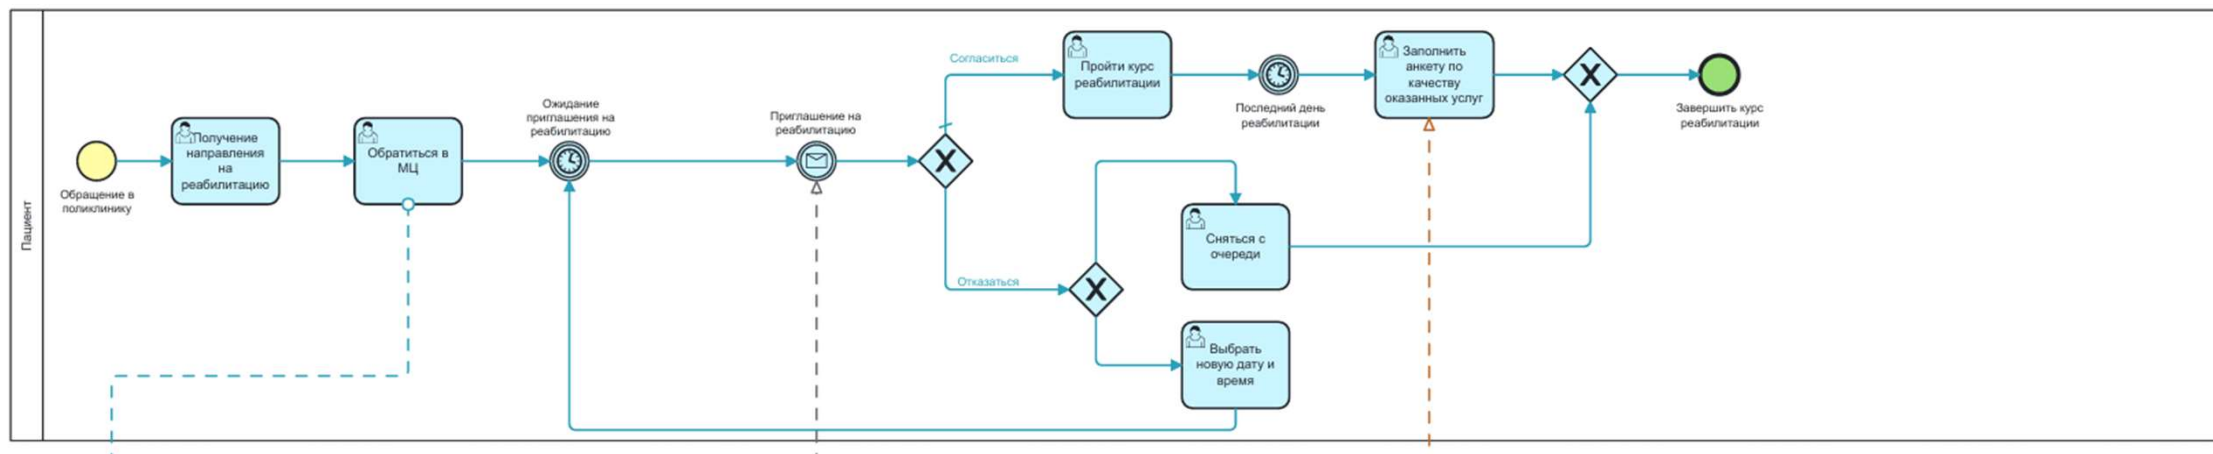 Пациент
Обращение в
поликлинику
Получение
направления
на
реабилитацию
Обратиться в
МЦ
Ожидание
приглашения на
реабилитацию
Приглашение на
реабилитацию
Согласиться
Отказаться
Пройти курс
реабилитации
Последний день
реабилитации
Заполнить
анкету по
качеству
оказанных услуг
Завершить курс
реабилитации
Сняться с
очереди
Выбрать
новую дату и
время